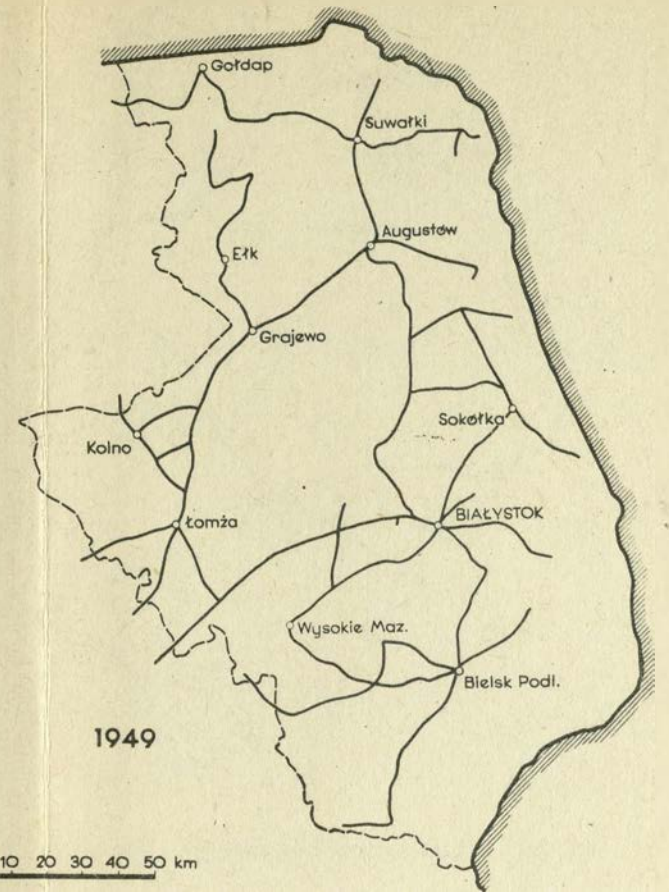 Gołdap
Suwałki
Augustów
Ełk
Grajewo
Sokółka
Kolno
Łomża
BIAŁYSTOK
Wysokie Maz.
Bielsk Podl.
1949
10 20 30 40 50 km